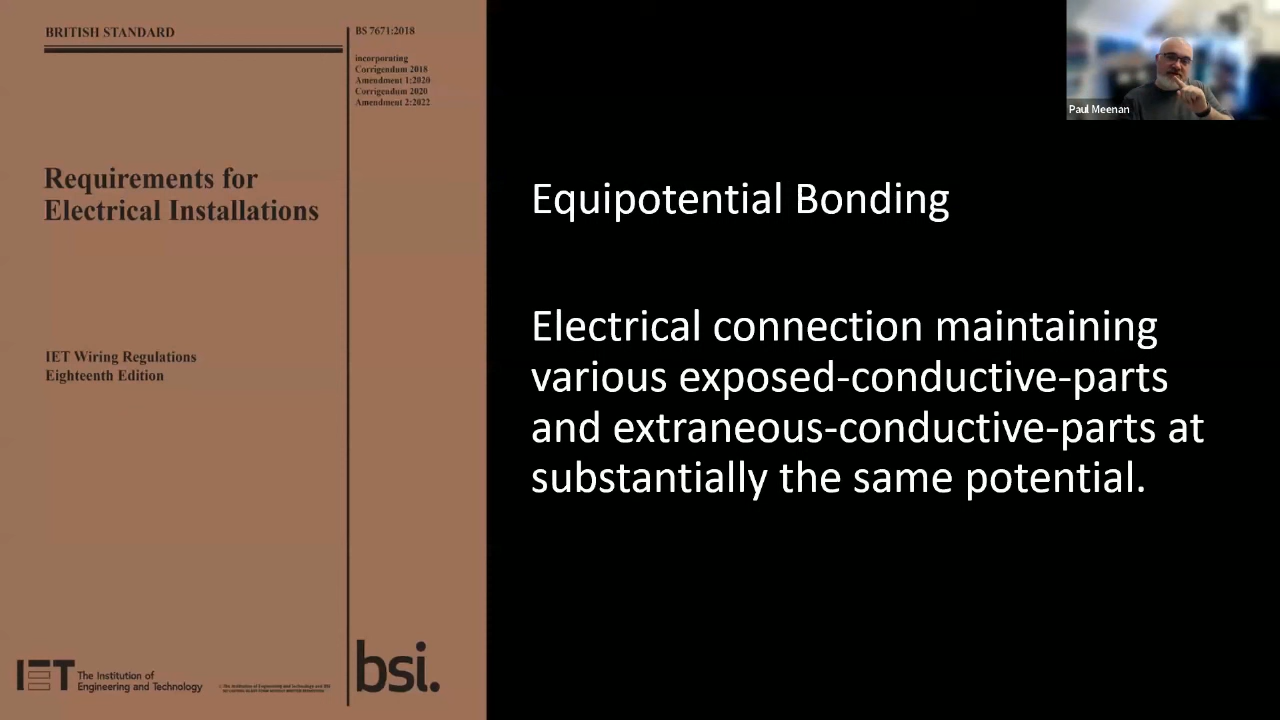 BRITISH STANDARD
BS 7671:2018
incorporating
Corrigendum 2018
Amendment 1:2020
Corrigendum 2020
Amendment 2:2022
Requirements for
Electrical Installations
IET Wiring Regulations
Eighteenth Edition
IET The Institution of
Engineering and Technology
bsi.
Paul Meenan
Equipotential Bonding
Electrical connection maintaining
various exposed-conductive-parts
and extraneous-conductive-parts at
substantially the same potential.